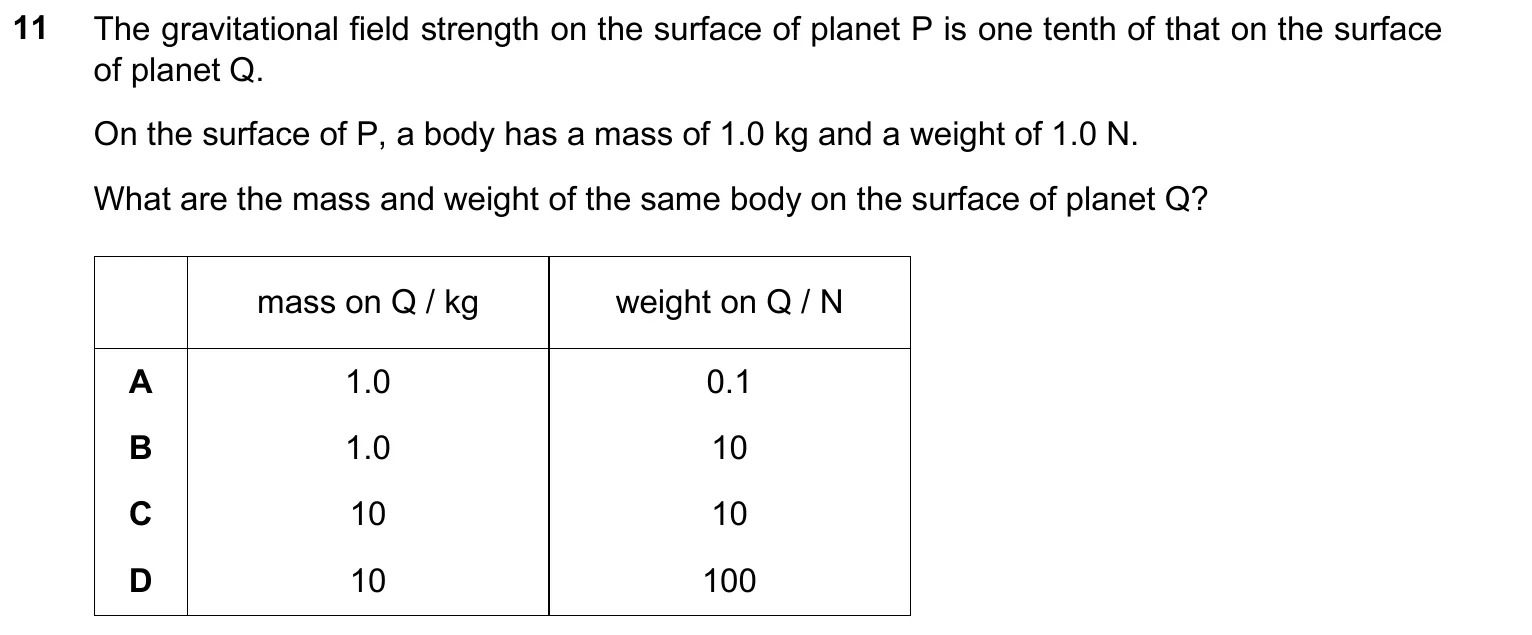 11 The gravitational field strength on the surface of planet P is one tenth of that on the surface
of planet Q.
On the surface of P, a body has a mass of 1.0 kg and a weight of 1.0 N.
What are the mass and weight of the same body on the surface of planet Q?
mass on Q / kg weight on Q / N
A 1.0 0.1
B 1.0 10
C 10 10
D 10 100